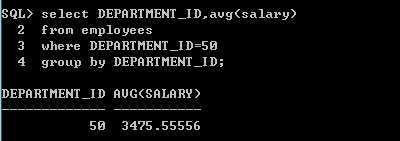 SQL> select DEPARTMENT_ID,avg(salary)
  2  from employees
  3  where DEPARTMENT_ID=50
  4  group by DEPARTMENT_ID;
DEPARTMENT_ID AVG(SALARY)
------------- -----------
           50  3475.55556